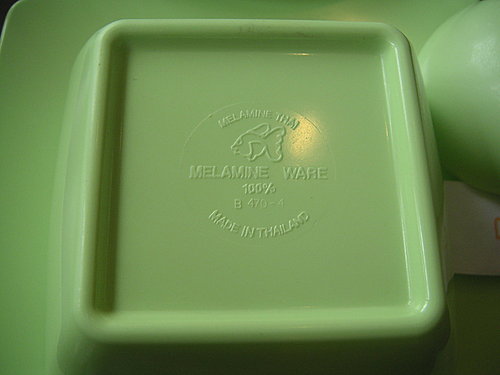 MELAMINE THAI
MELAMINE WARE
100%
B 470-4
MADE IN THAILAND